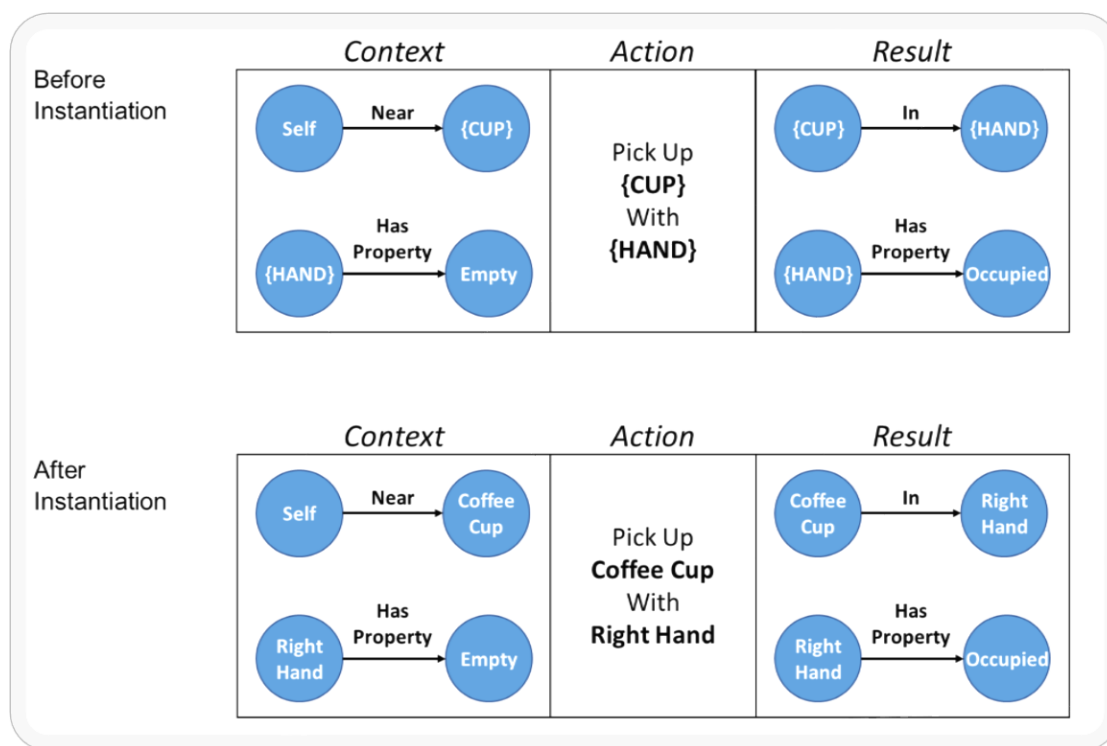 Context
Action
Result
Before
Instantiation
Self
Near
{CUP}
{HAND}
Has
Property
Empty
Pick Up
{CUP}
With
{HAND}
{CUP}
In
{HAND}
{HAND}
Has
Property
Occupied
Context
Action
Result
After
Instantiation
Self
Near
Coffee
Cup
Right
Hand
Has
Property
Empty
Pick Up
Coffee Cup
With
Right Hand
Coffee
Cup
In
Right
Hand
Right
Hand
Has
Property
Occupied